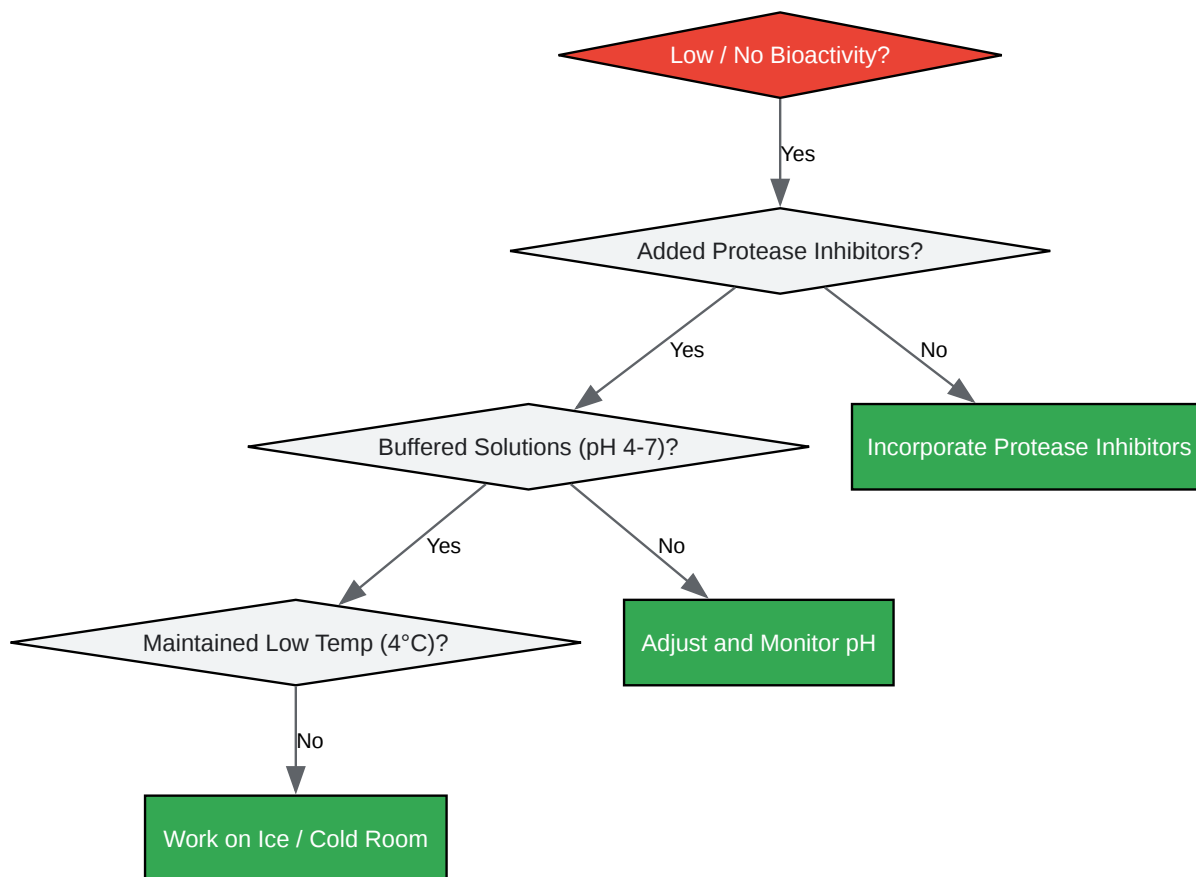 Low / No Bioactivity?
Yes
Added Protease Inhibitors?
Yes
No
Buffered Solutions (pH 4-7)?
Incorporate Protease Inhibitors
Yes
No
Maintained Low Temp (4°C)?
Adjust and Monitor pH
No
Work on Ice / Cold Room